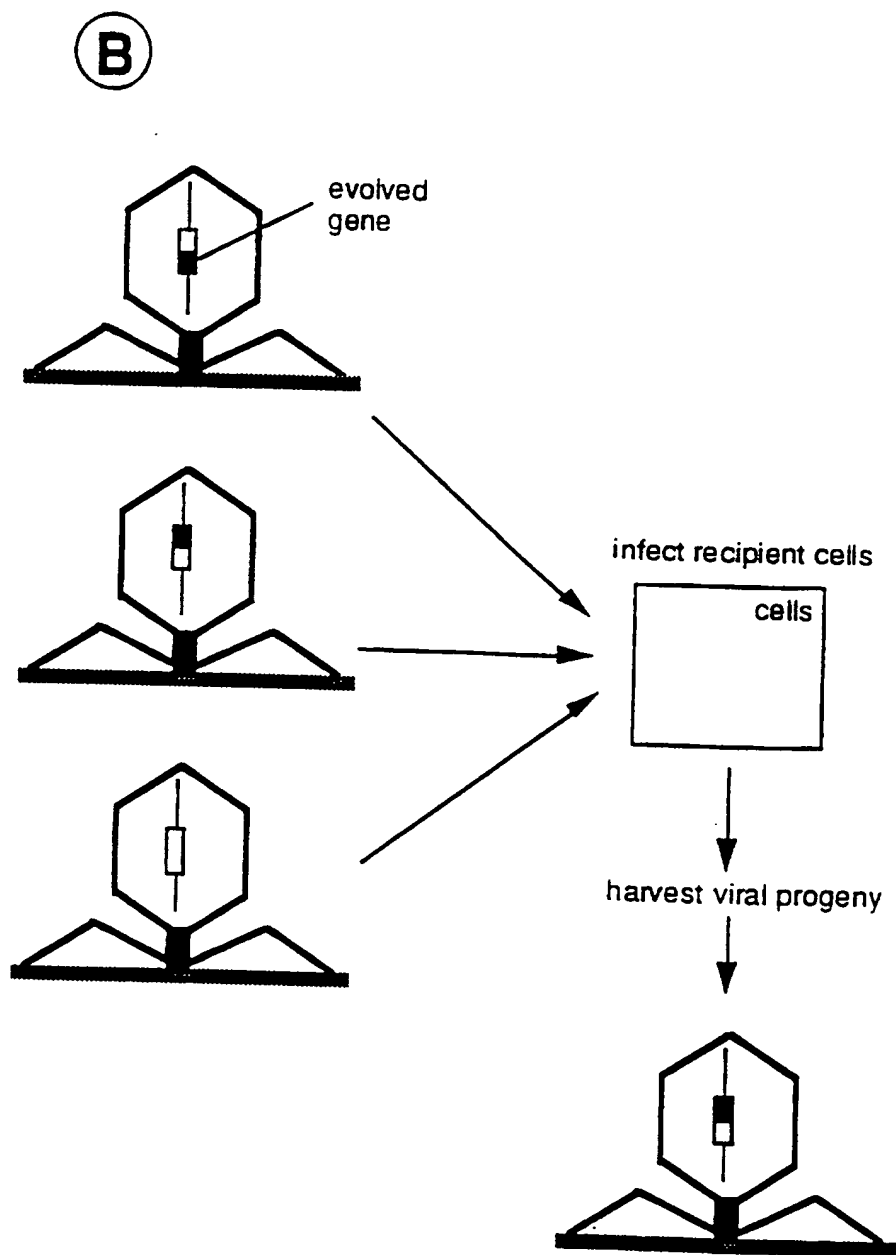 B
evolved
gene
infect recipient cells
cells
harvest viral progeny